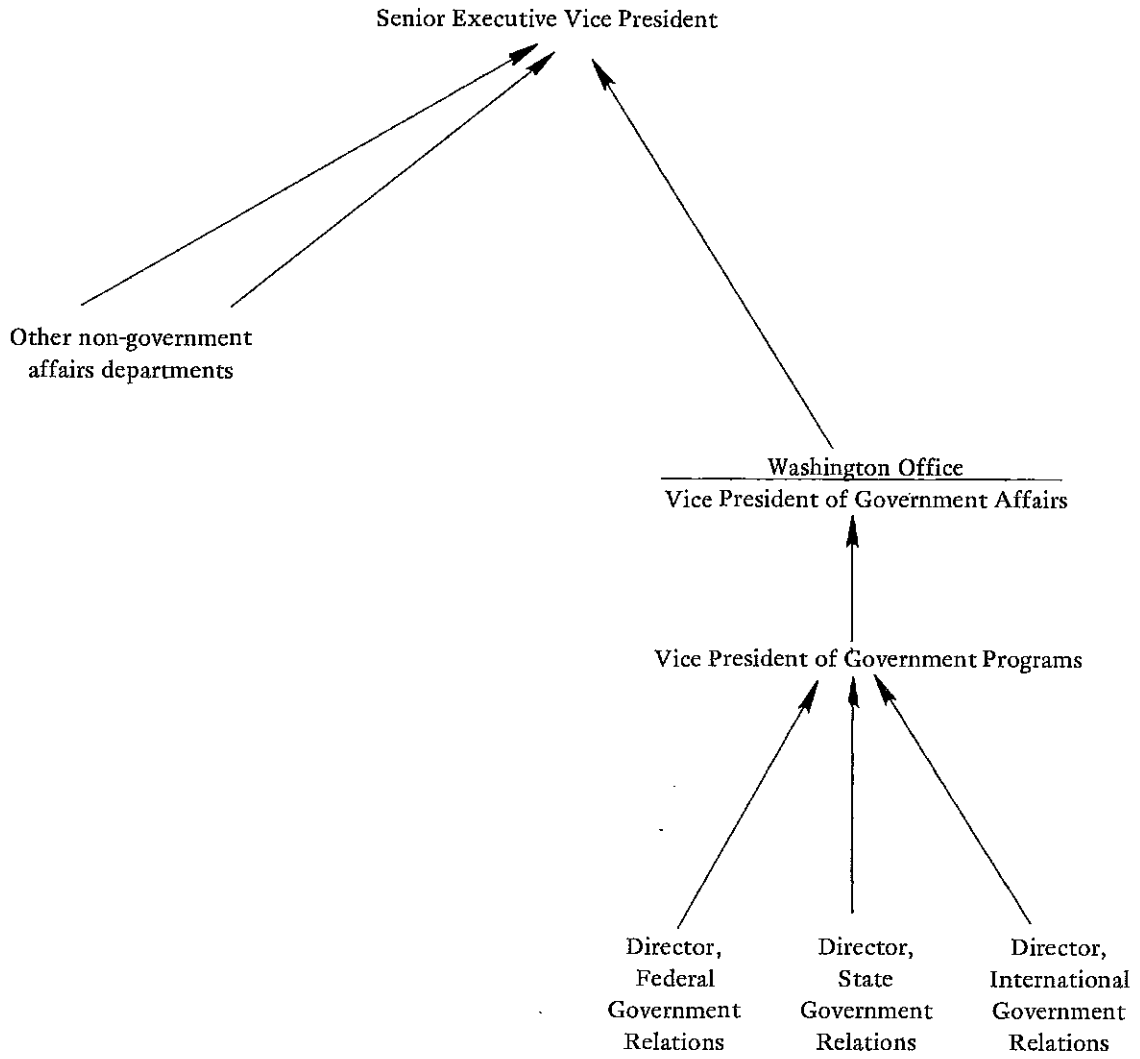 Senior Executive Vice President
Other non-government
affairs departments
Washington Office
Vice President of Government Affairs
Vice President of Government Programs
Director,
Federal
Government
Relations
Director,
State
Government
Relations
Director,
International
Government
Relations